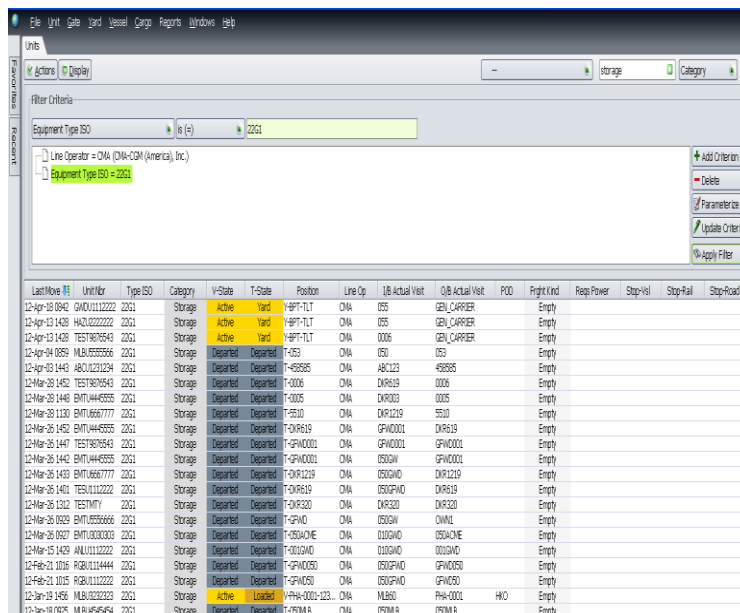 File Unit Gate Yard Vessel Cargo Reports Windows Help
Units
Favorites
Recent
Actions Display -- storage Category
Filter Criteria
Equipment Type ISO is (=) 22G1
Line Operator = CMA (CMA-CGM (America), Inc.)
Equipment Type ISO = 22G1
Add Criterion
Delete
Parameterize
Update Criteri
Apply Filter
Last Move Unit Nbr Type ISO Category V-State T-State Position Line Op I/B Actual Visit O/B Actual Visit POD Frght Kind Reqs Power Stop-Vsl Stop-Rail Stop-Road
12-Apr-18 0842 GWDU1112222 22G1 Storage Active Yard Y-BPT-TLT CMA 055 GEN_CARRIER Empty
12-Apr-13 1428 HAZU2222222 22G1 Storage Active Yard Y-BPT-TLT CMA 055 GEN_CARRIER Empty
12-Apr-13 1428 TEST9876543 22G1 Storage Active Yard Y-BPT-TLT CMA 0006 GEN_CARRIER Empty
12-Apr-04 0859 MLBU5555566 22G1 Storage Departed Departed T-053 CMA 050 053 Empty
12-Apr-03 1443 ABCU1231234 22G1 Storage Departed Departed T-458585 CMA ABC123 458585 Empty
12-Mar-28 1452 TEST9876543 22G1 Storage Departed Departed T-0006 CMA DKR619 0006 Empty
12-Mar-28 1448 EMTU4445555 22G1 Storage Departed Departed T-0005 CMA DKR003 0005 Empty
12-Mar-28 1130 EMTU6667777 22G1 Storage Departed Departed T-5510 CMA DKR1219 5510 Empty
12-Mar-26 1452 EMTU4445555 22G1 Storage Departed Departed T-DKR619 CMA GFWD001 DKR619 Empty
12-Mar-26 1447 TEST9876543 22G1 Storage Departed Departed T-GFWD001 CMA GFWD001 GFWD001 Empty
12-Mar-26 1442 EMTU4445555 22G1 Storage Departed Departed T-GFWD001 CMA 050GW GFWD001 Empty
12-Mar-26 1433 EMTU6667777 22G1 Storage Departed Departed T-DKR1219 CMA 050GWD DKR1219 Empty
12-Mar-26 1401 TESU1112222 22G1 Storage Departed Departed T-DKR619 CMA 050GFWD DKR619 Empty
12-Mar-26 1312 TESTMTY 22G1 Storage Departed Departed T-DKR320 CMA DKR320 DKR320 Empty
12-Mar-26 0929 EMTU5556666 22G1 Storage Departed Departed T-GFWD CMA 050GW OWN1 Empty
12-Mar-26 0927 EMTU3030303 22G1 Storage Departed Departed T-050ACME CMA 010GWD 050ACME Empty
12-Mar-15 1429 ANLU1112222 22G1 Storage Departed Departed T-001GWD CMA 010GWD 001GWD Empty
12-Feb-21 1016 RGBU1114444 22G1 Storage Departed Departed T-GFWD050 CMA 050GFWD GFWD050 Empty
12-Feb-21 1015 RGBU1112222 22G1 Storage Departed Departed T-GFWD50 CMA 050GFWD GFWD50 Empty
12-Jan-19 1456 MLBU3232323 22G1 Storage Active Loaded V-PHA-0001-123... CMA MLB60 PHA-0001 HKO Empty
12-Jan-18 0925 MLBU4545454 22G1 Storage Departed Departed T-050MLB CMA 050MLB 050MLB Empty